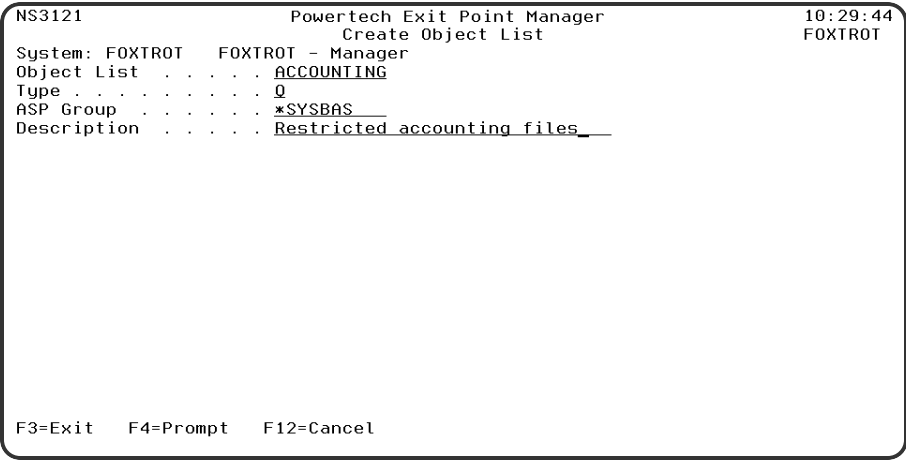 NS3121 Powertech Exit Point Manager 10:29:44
Create Object List FOXTROT
System: FOXTROT FOXTROT - Manager
Object List . . . . . ACCOUNTING
Type . . . . . . . . . Q
ASP Group . . . . . . *SYSBAS
Description . . . . . Restricted accounting files_
F3=Exit F4=Prompt F12=Cancel